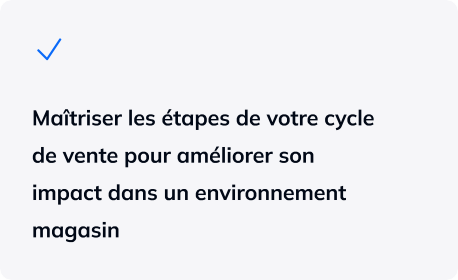 Maîtriser les étapes de votre cycle
de vente pour améliorer son
impact dans un environnement
magasin